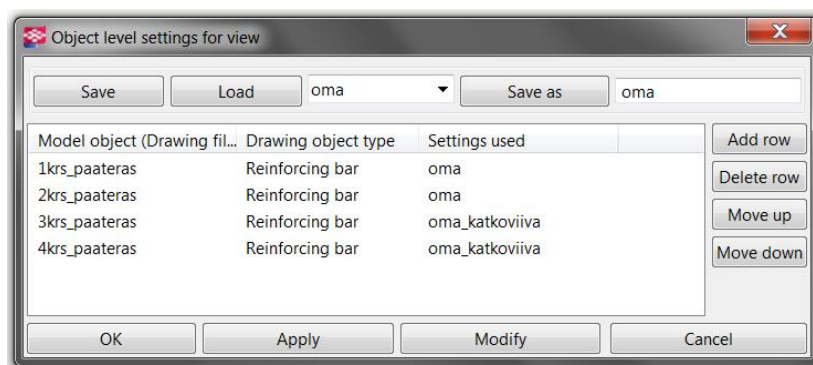 Object level settings for view
Save Load oma Save as oma
Model object (Drawing fil... Drawing object type Settings used Add row
1krs_paateras Reinforcing bar oma
2krs_paateras Reinforcing bar oma Delete row
3krs_paateras Reinforcing bar oma_katkoviiva Move up
4krs_paateras Reinforcing bar oma_katkoviiva Move down
OK Apply Modify Cancel